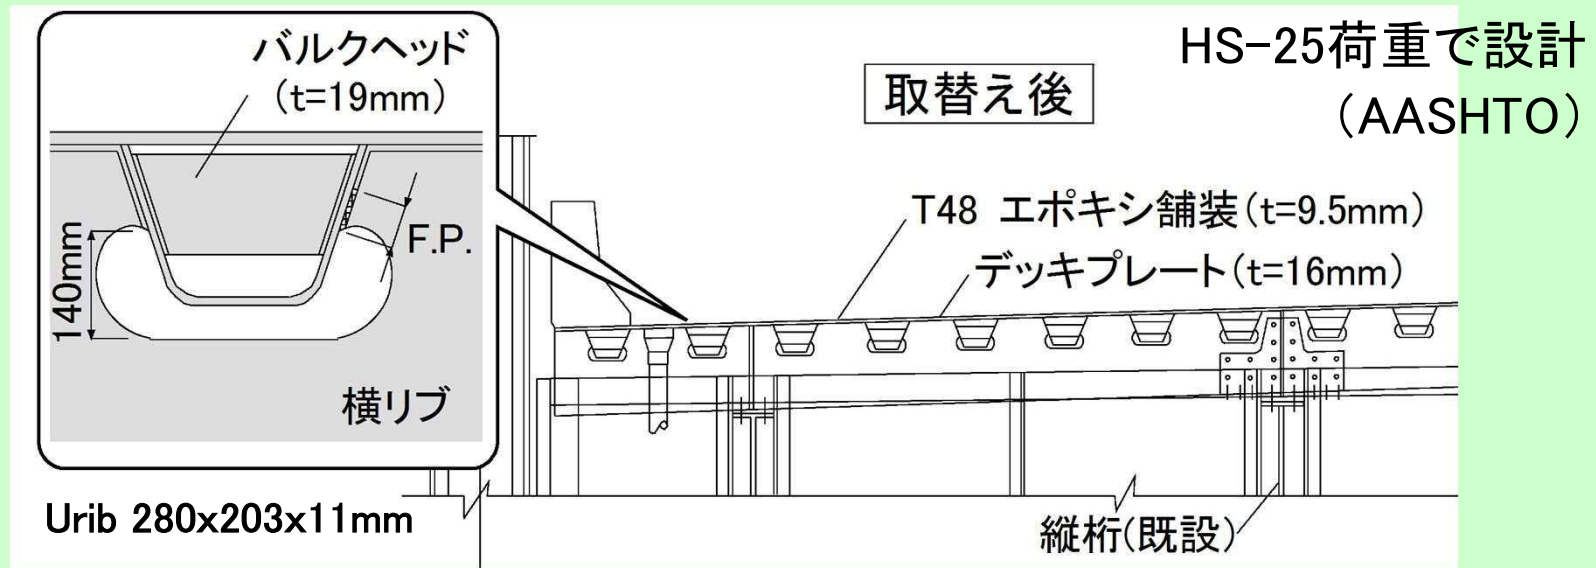 バルクヘッド
(t=19mm)
F.P.
140mm
横リブ
Urib 280x203x11mm
取替え後
HS-25荷重で設計
(AASHTO)
T48 エポキシ舗装(t=9.5mm)
デッキプレート(t=16mm)
縦桁(既設)